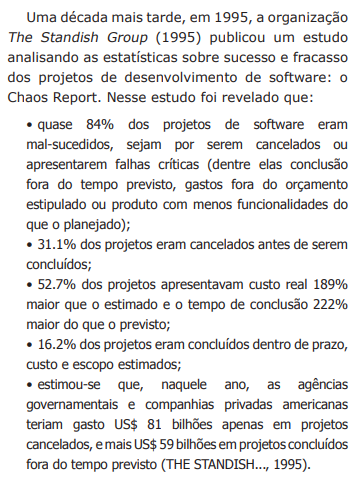 Uma década mais tarde, em 1995, a organização
The Standish Group (1995) publicou um estudo
analisando as estatísticas sobre sucesso e fracasso
dos projetos de desenvolvimento de software: o
Chaos Report. Nesse estudo foi revelado que:
• quase 84% dos projetos de software eram
mal-sucedidos, sejam por serem cancelados ou
apresentarem falhas críticas (dentre elas conclusão
fora do tempo previsto, gastos fora do orçamento
estipulado ou produto com menos funcionalidades do
que o planejado);
• 31.1% dos projetos eram cancelados antes de serem
concluídos;
• 52.7% dos projetos apresentavam custo real 189%
maior que o estimado e o tempo de conclusão 222%
maior do que o previsto;
• 16.2% dos projetos eram concluídos dentro de prazo,
custo e escopo estimados;
• estimou-se que, naquele ano, as agências
governamentais e companhias privadas americanas
teriam gasto US$ 81 bilhões apenas em projetos
cancelados, e mais US$ 59 bilhões em projetos concluídos
fora do tempo previsto (THE STANDISH..., 1995).